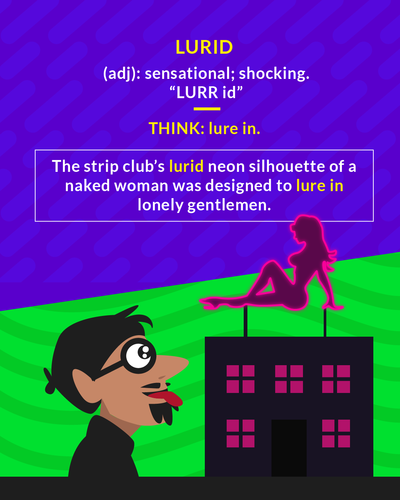 LURID
(adj): sensational; shocking.
“LURR id”
THINK: lure in.
The strip club’s lurid neon silhouette of a
naked woman was designed to lure in
lonely gentlemen.